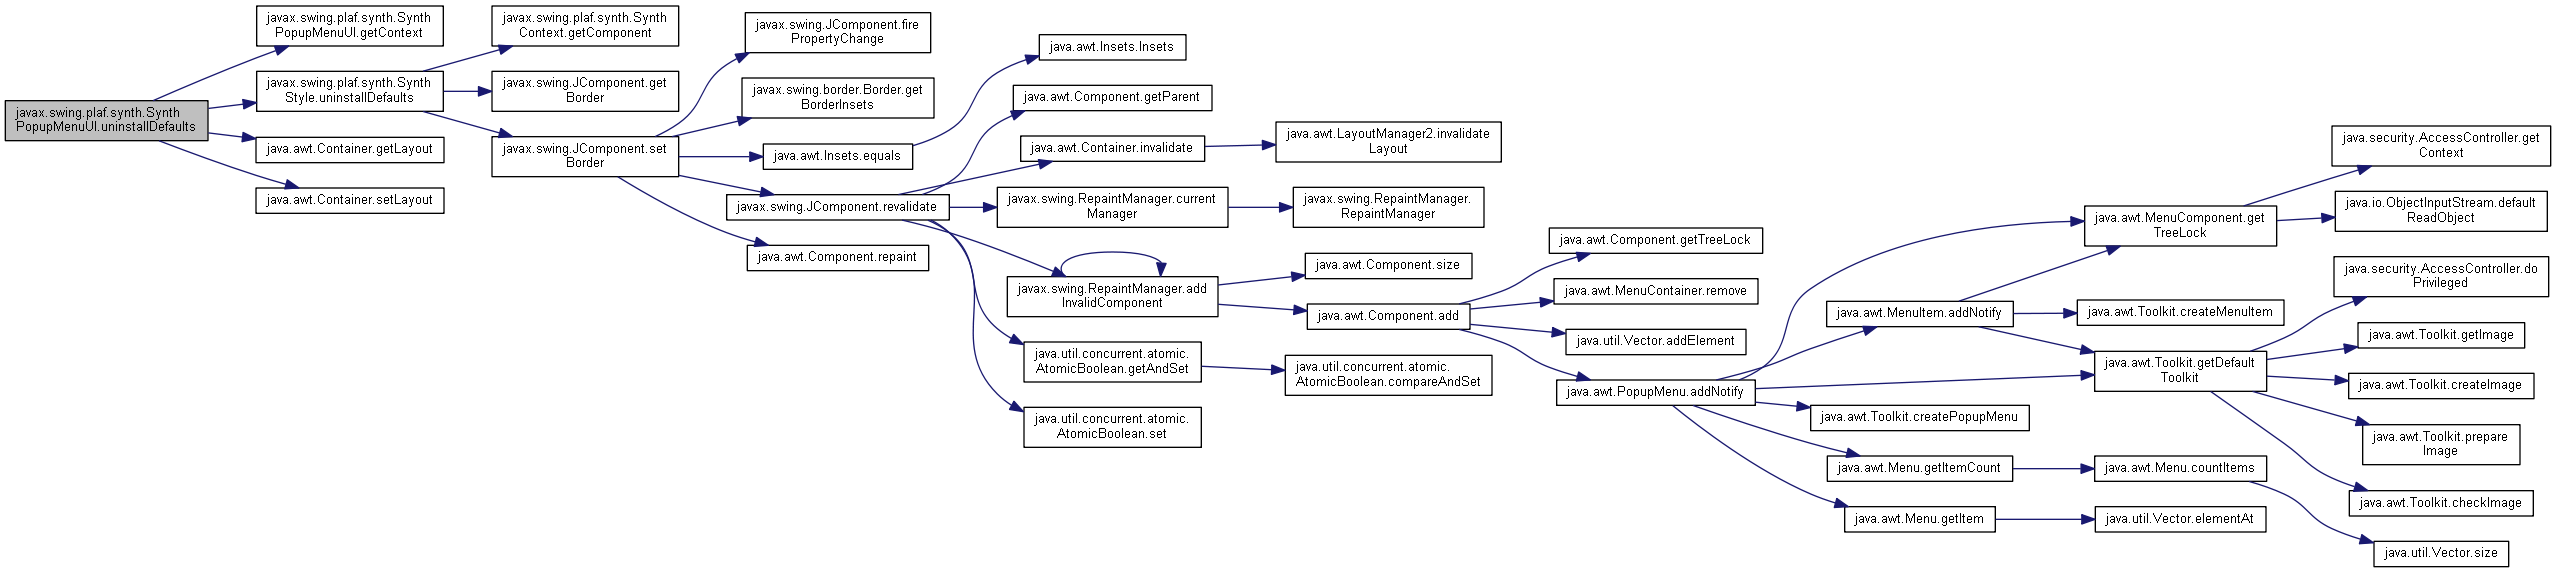 javax.swing.plaf.synth.Synth
PopupMenuUI.uninstallDefaults
javax.swing.plaf.synth.Synth
PopupMenuUI.getContext
javax.swing.plaf.synth.Synth
Style.uninstallDefaults
java.awt.Container.getLayout
java.awt.Container.setLayout
javax.swing.plaf.synth.Synth
Context.getComponent
javax.swing.JComponent.get
Border
javax.swing.JComponent.set
Border
javax.swing.JComponent.fire
PropertyChange
javax.swing.border.Border.get
BorderInsets
java.awt.Insets.equals
javax.swing.JComponent.revalidate
java.awt.Component.repaint
java.awt.Insets.Insets
java.awt.Component.getParent
java.awt.Container.invalidate
javax.swing.RepaintManager.current
Manager
javax.swing.RepaintManager.add
InvalidComponent
java.util.concurrent.atomic.
AtomicBoolean.getAndSet
java.util.concurrent.atomic.
AtomicBoolean.set
java.awt.LayoutManager2.invalidate
Layout
javax.swing.RepaintManager.
RepaintManager
java.awt.Component.size
java.awt.Component.add
java.util.concurrent.atomic.
AtomicBoolean.compareAndSet
java.awt.Component.getTreeLock
java.awt.MenuContainer.remove
java.util.Vector.addElement
java.awt.PopupMenu.addNotify
java.awt.MenuItem.addNotify
java.awt.Toolkit.createPopupMenu
java.awt.Menu.getItemCount
java.awt.Menu.getItem
java.awt.MenuComponent.get
TreeLock
java.awt.Toolkit.createMenuItem
java.awt.Toolkit.getDefault
Toolkit
java.awt.Menu.countItems
java.util.Vector.elementAt
java.security.AccessController.get
Context
java.io.ObjectInputStream.default
ReadObject
java.security.AccessController.do
Privileged
java.awt.Toolkit.getImage
java.awt.Toolkit.createImage
java.awt.Toolkit.prepare
Image
java.awt.Toolkit.checkImage
java.util.Vector.size